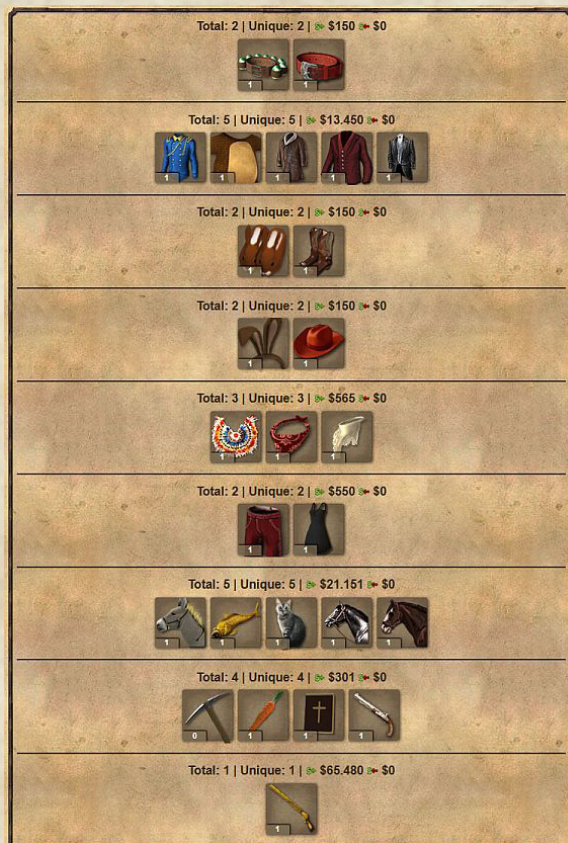 Total: 2 | Unique: 2 | $150 $0
1 1
Total: 5 | Unique: 5 | $13.450 $0
1 1 1 1 1
Total: 2 | Unique: 2 | $150 $0
1 1
Total: 2 | Unique: 2 | $150 $0
1 1
Total: 3 | Unique: 3 | $565 $0
1 1 1
Total: 2 | Unique: 2 | $550 $0
1 1
Total: 5 | Unique: 5 | $21.151 $0
1 1 1 1 1
Total: 4 | Unique: 4 | $301 $0
0 1 1 1
Total: 1 | Unique: 1 | $65.480 $0
1